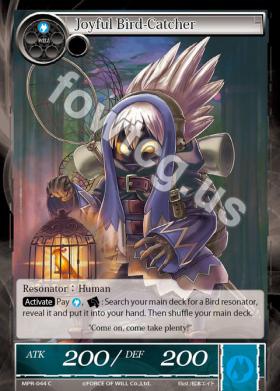 Joyful Bird-Catcher
WILL
fowtcg.us
Resonator : Human
Activate Pay , : Search your main deck for a Bird resonator,
reveal it and put it into your hand. Then shuffle your main deck.
"Come on, come take plenty!"
ATK 200 / DEF 200
MPR-044 C ©FORCE OF WILL Co.,Ltd.